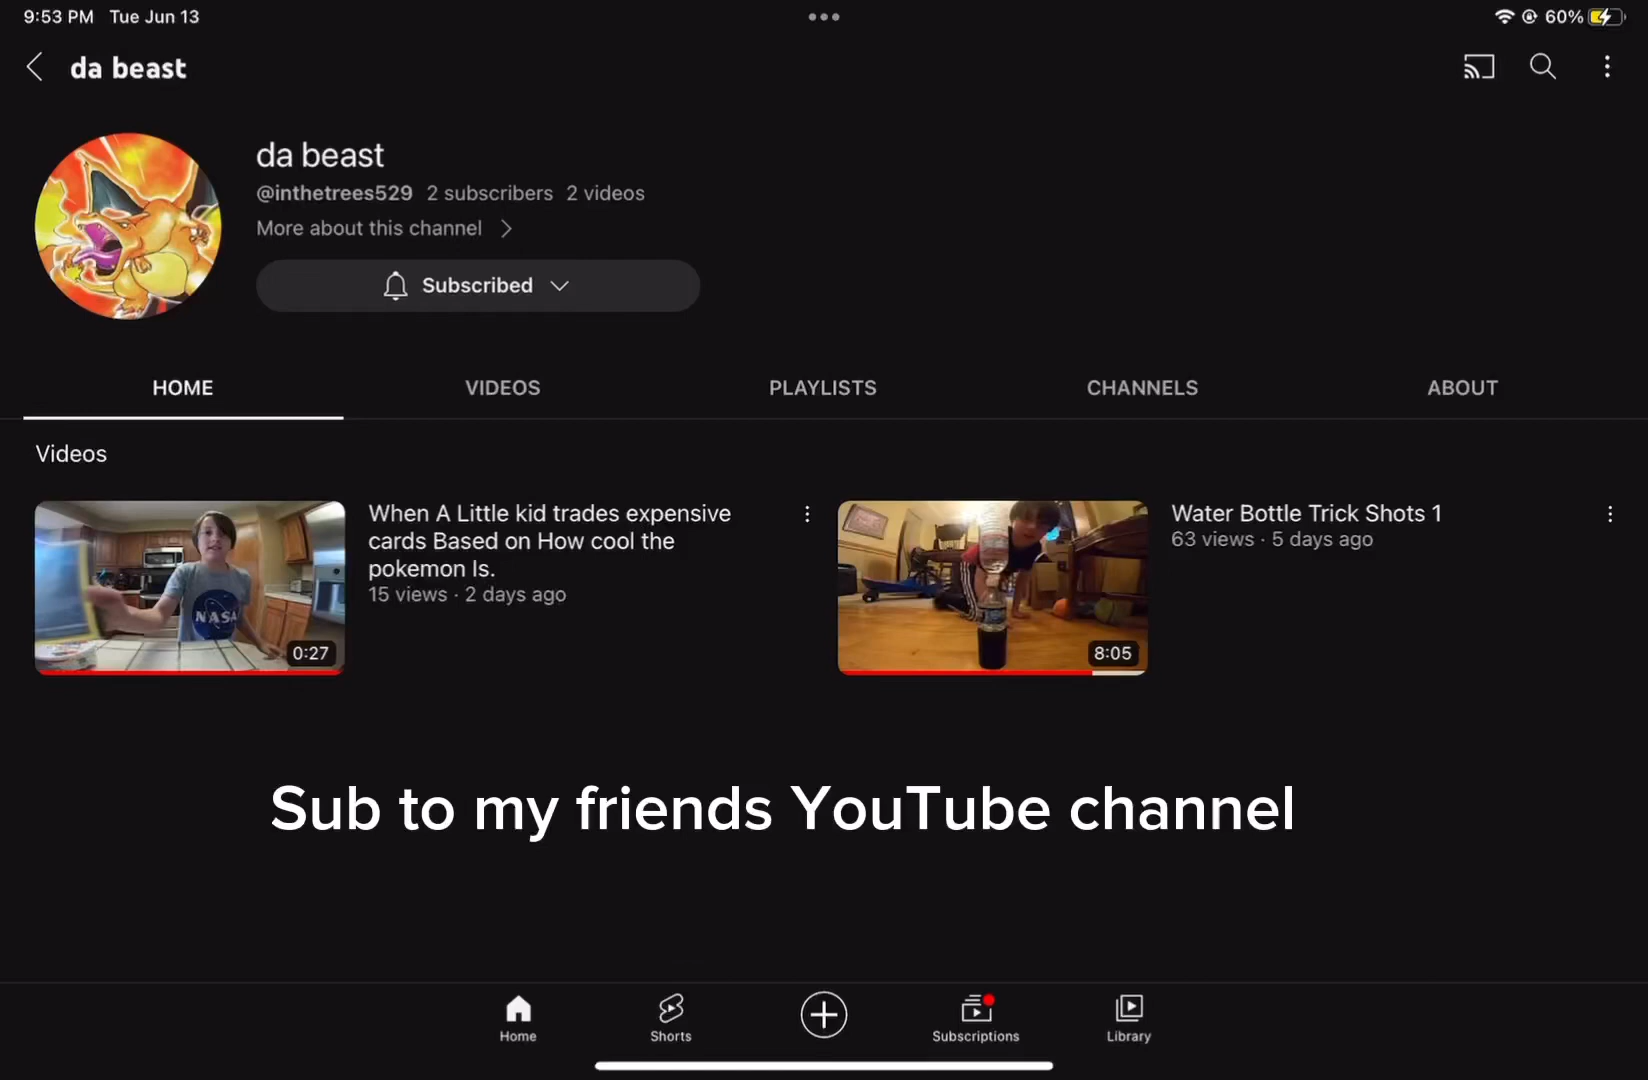 9:53 PM Tue Jun 13
60%
da beast
da beast
@inthetrees529 2 subscribers 2 videos
More about this channel
Subscribed
HOME VIDEOS PLAYLISTS CHANNELS ABOUT
Videos
When A Little kid trades expensive
cards Based on How cool the
pokemon Is.
15 views · 2 days ago
NASA
0:27
Water Bottle Trick Shots 1
63 views · 5 days ago
8:05
Sub to my friends YouTube channel
Home Shorts Subscriptions Library